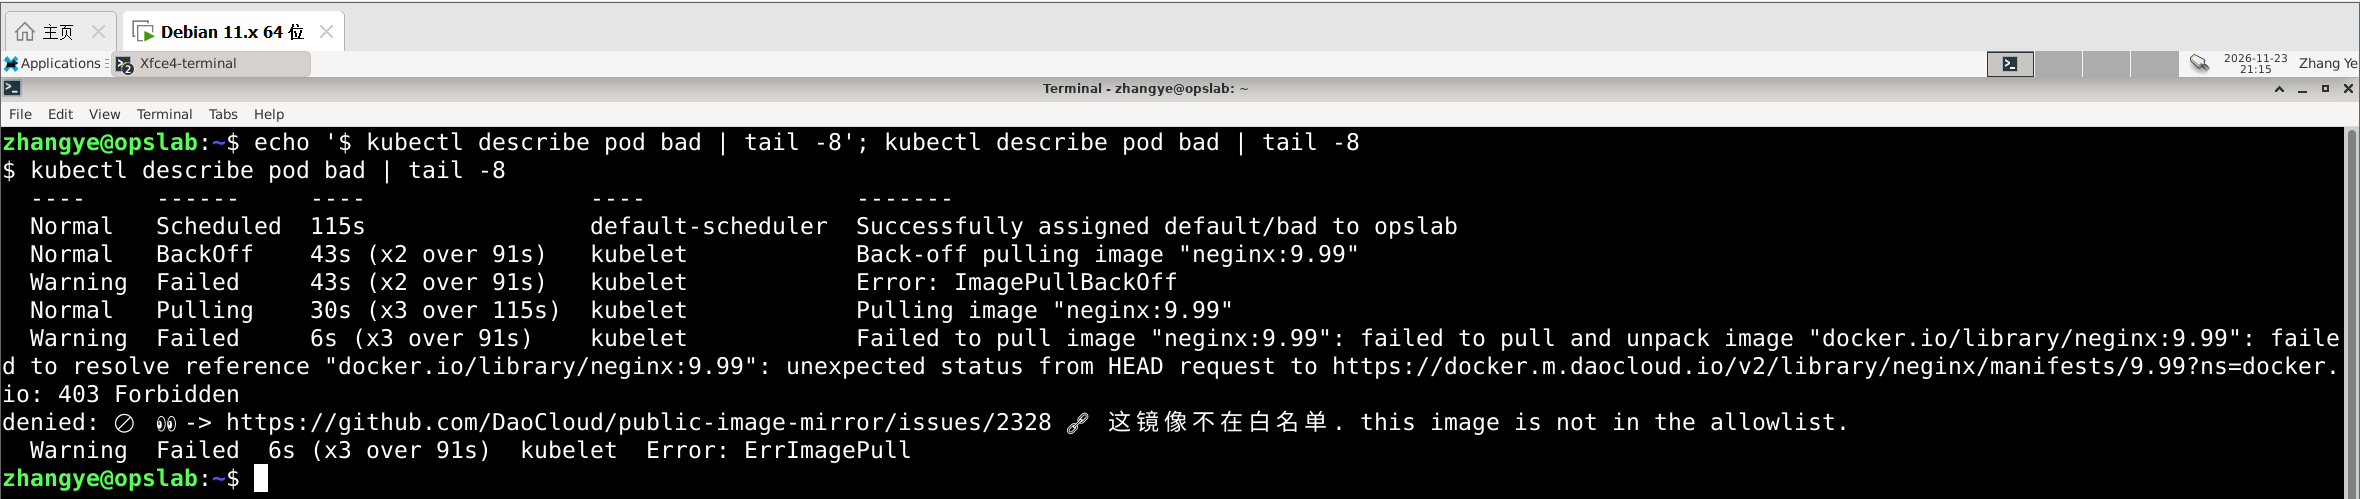 主页
Debian 11.x 64 位
Applications
Xfce4-terminal
2026-11-23
21:15
Zhang Ye
Terminal - zhangye@opslab: ~
File Edit View Terminal Tabs Help
zhangye@opslab:~$ echo '$ kubectl describe pod bad | tail -8'; kubectl describe pod bad | tail -8
$ kubectl describe pod bad | tail -8
  ----     ------     ----                ----               -------
  Normal   Scheduled  115s                default-scheduler  Successfully assigned default/bad to opslab
  Normal   BackOff    43s (x2 over 91s)   kubelet            Back-off pulling image "neginx:9.99"
  Warning  Failed     43s (x2 over 91s)   kubelet            Error: ImagePullBackOff
  Normal   Pulling    30s (x3 over 115s)  kubelet            Pulling image "neginx:9.99"
  Warning  Failed     6s (x3 over 91s)    kubelet            Failed to pull image "neginx:9.99": failed to pull and unpack image "docker.io/library/neginx:9.99": faile
d to resolve reference "docker.io/library/neginx:9.99": unexpected status from HEAD request to https://docker.m.daocloud.io/v2/library/neginx/manifests/9.99?ns=docker.
io: 403 Forbidden
denied: 🚫 👀 -> https://github.com/DaoCloud/public-image-mirror/issues/2328 🔗 这镜像不在白名单. this image is not in the allowlist.
  Warning  Failed  6s (x3 over 91s)  kubelet  Error: ErrImagePull
zhangye@opslab:~$